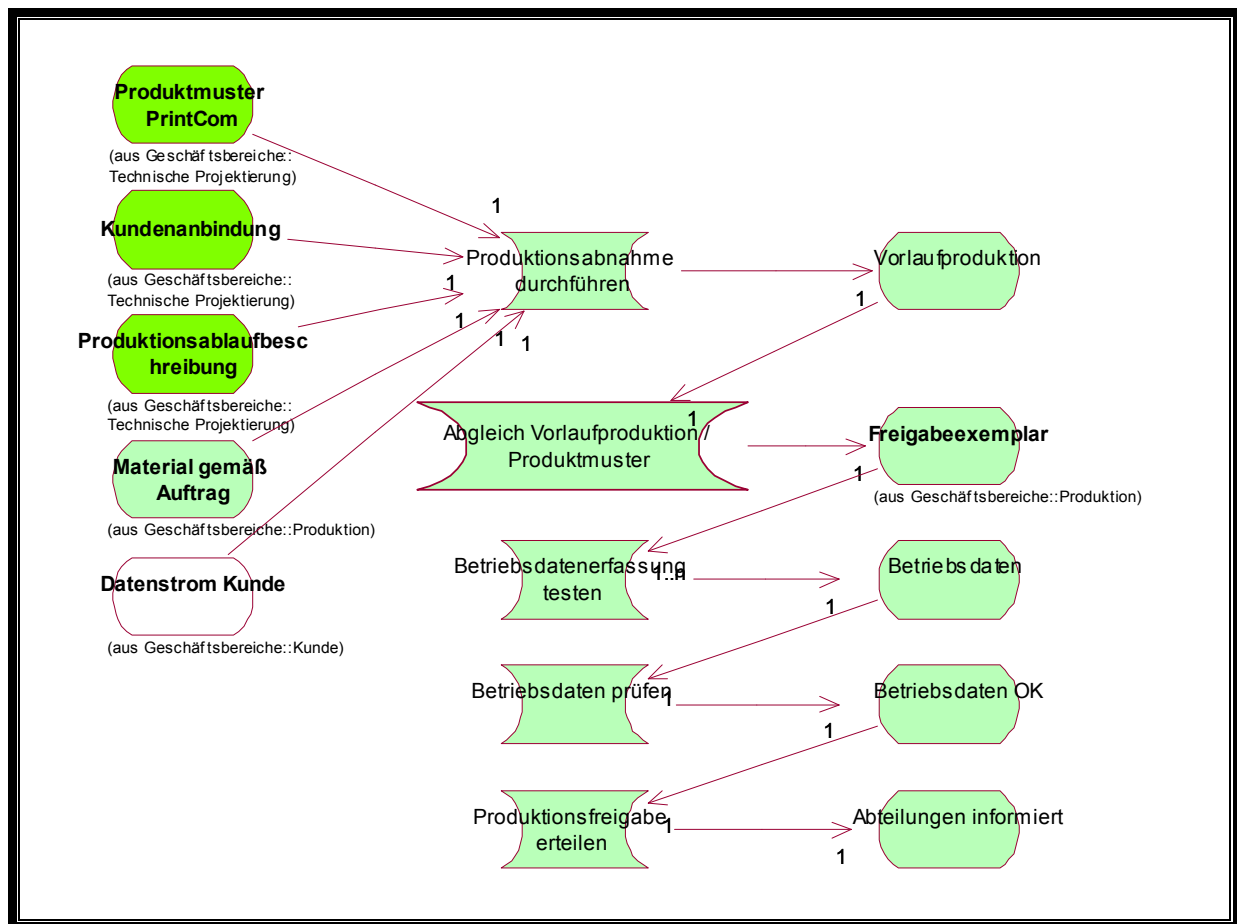 Produktmuster
PrintCom
(aus Geschäftsbereiche::
Technische Projektierung)
Kundenanbindung
(aus Geschäftsbereiche::
Technische Projektierung)
Produktionsablaufbesc
hreibung
(aus Geschäftsbereiche::
Technische Projektierung)
Material gemäß
Auftrag
(aus Geschäftsbereiche::Produktion)
Datenstrom Kunde
(aus Geschäftsbereiche::Kunde)
1
1
1
1
1
Produktionsabnahme
durchführen
Vorlaufproduktion
1
1
Abgleich Vorlaufproduktion /
Produktmuster
Freigabeexemplar
1
(aus Geschäftsbereiche::Produktion)
Betriebsdatenerfassung
testen
1..n
Betriebsdaten
1
Betriebsdaten prüfen
1
Betriebsdaten OK
1
Produktionsfreigabe
erteilen
1
Abteilungen informiert
1